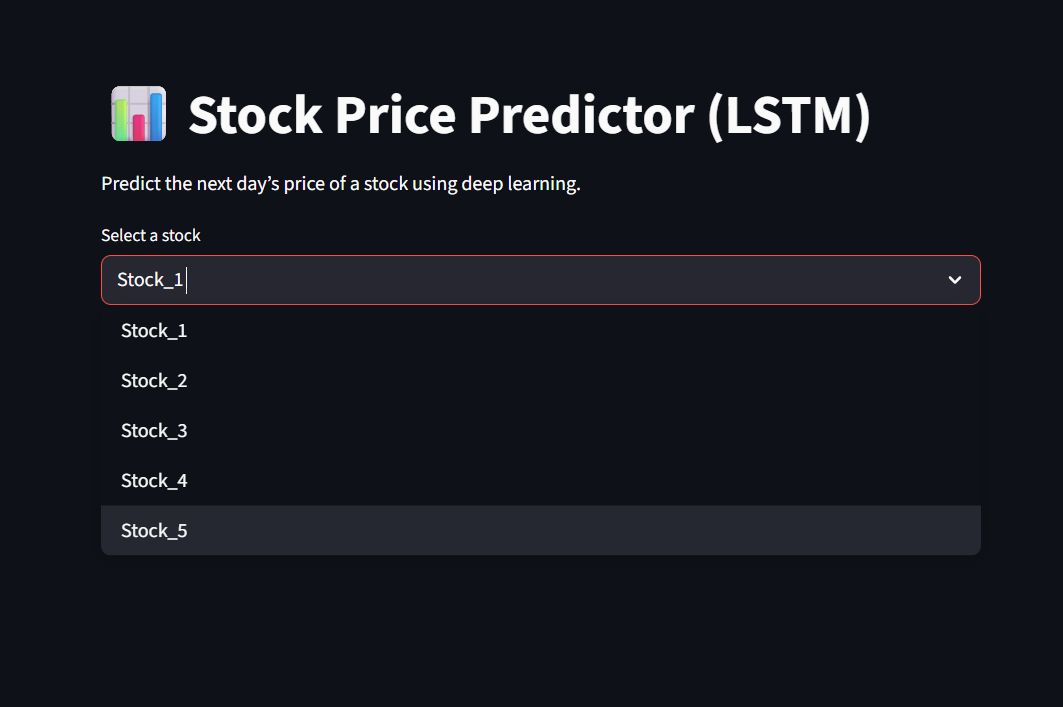 Stock Price Predictor (LSTM)
Predict the next day’s price of a stock using deep learning.
Select a stock
Stock_1
Stock_1
Stock_2
Stock_3
Stock_4
Stock_5